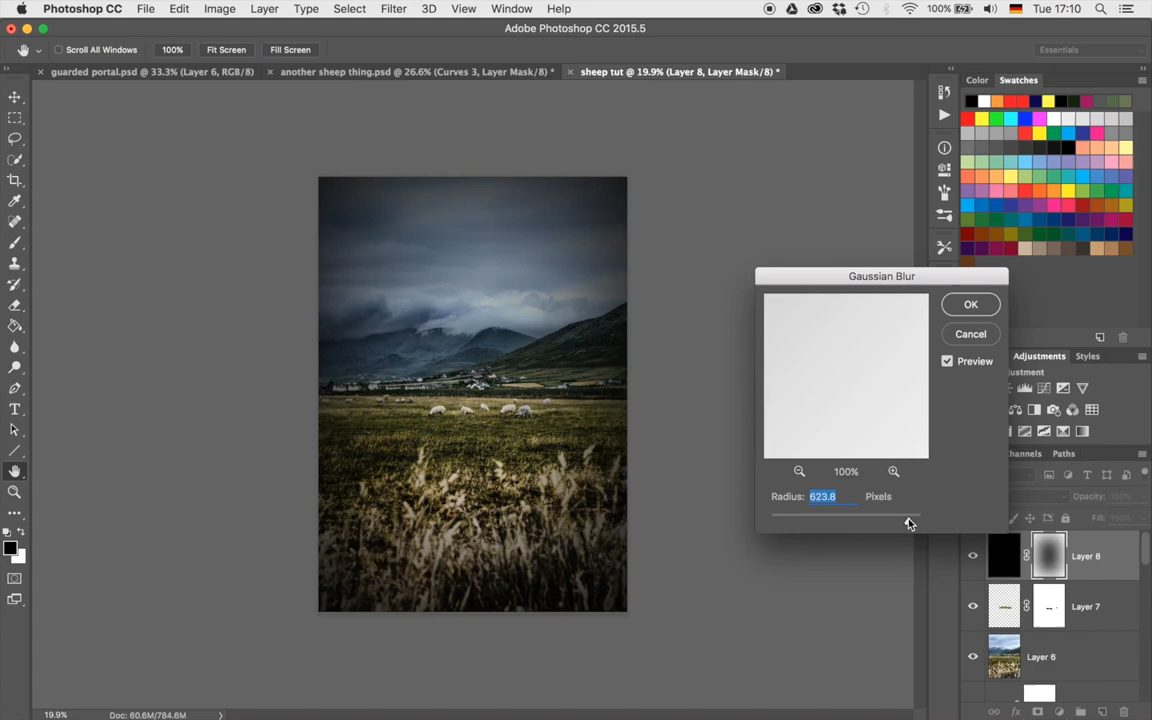 Photoshop CC File Edit Image Layer Type Select Filter 3D View Window Help 100% Tue 17:10
Adobe Photoshop CC 2015.5
Scroll All Windows 100% Fit Screen Fill Screen Essentials
guarded portal.psd @ 33.3% (Layer 6, RGB/8) another sheep thing.psd @ 26.6% (Curves 3, Layer Mask/8) * sheep tut @ 19.9% (Layer 8, Layer Mask/8) *
Color Swatches
Gaussian Blur
OK
Cancel
Preview
100%
Radius: 623.8 Pixels
Adjustments Styles
djustment
Channels Paths
Opacity: 100%
Fill: 100%
Layer 8
Layer 7
Layer 6
19.9% Doc: 60.6M/784.6M